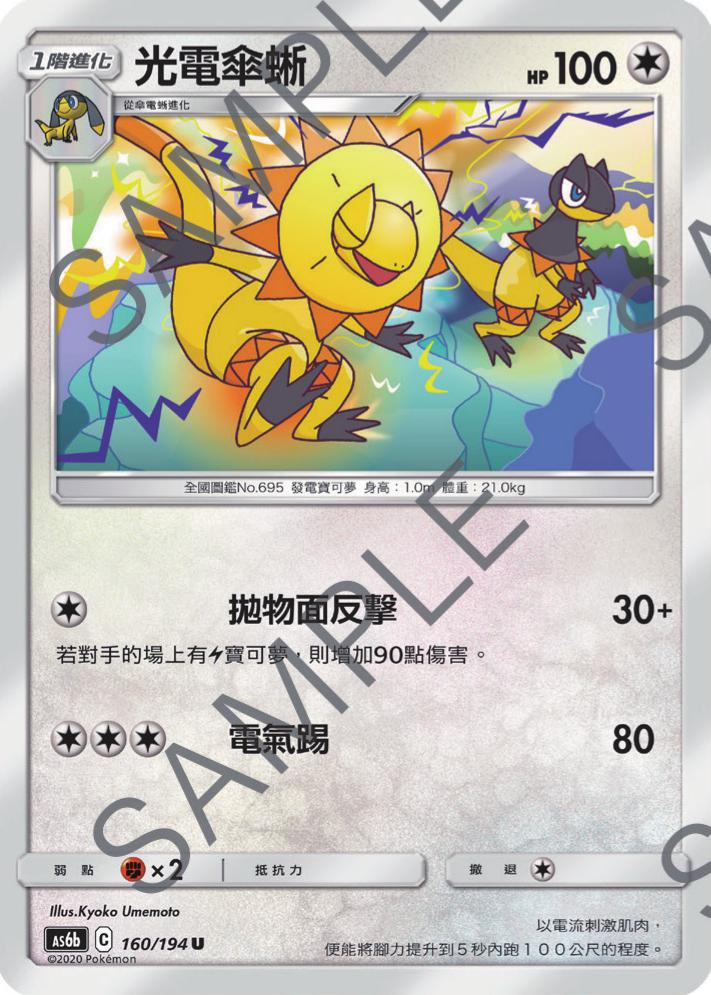 1階進化
光電傘蜥
HP 100
從傘電蜥進化
全國圖鑑No.695 發電寶可夢 身高：1.0m 體重：21.0kg
拋物面反擊 30+
若對手的場上有寶可夢，則增加90點傷害。
電氣踢 80
弱點 ×2 抵抗力 撤退
Illus.Kyoko Umemoto
AS6b C 160/194 U
©2020 Pokémon
以電流刺激肌肉，
便能將腳力提升到５秒內跑１００公尺的程度。
SAMPLE
SAMPLE